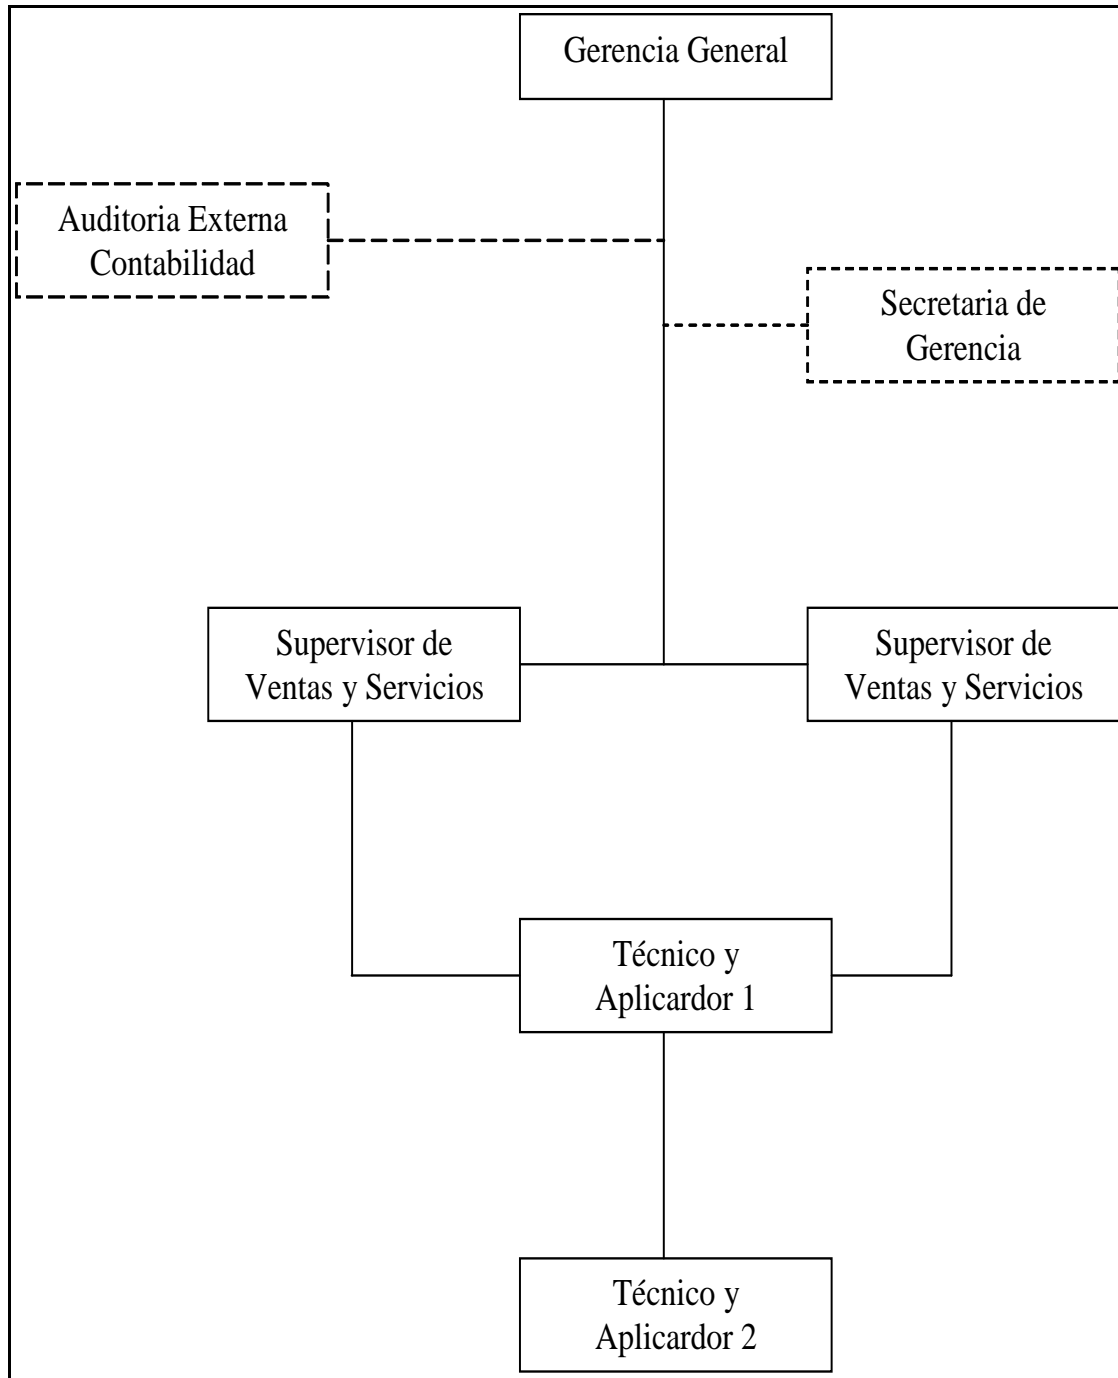 Gerencia General
Auditoria Externa
Contabilidad
Secretaria de
Gerencia
Supervisor de
Ventas y Servicios
Supervisor de
Ventas y Servicios
Técnico y
Aplicardor 1
Técnico y
Aplicardor 2